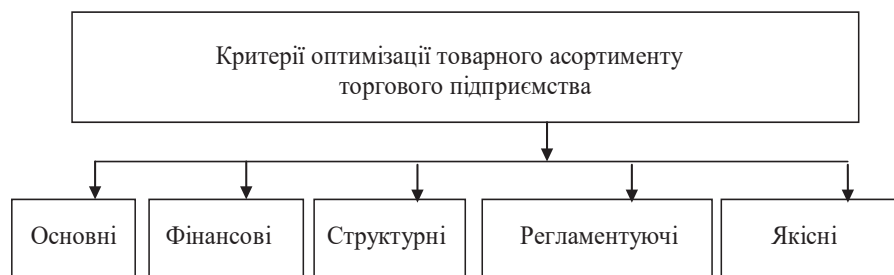 Критерії оптимізації товарного асортименту
торгового підприємства
Основні Фінансові Структурні Регламентуючі Якісні